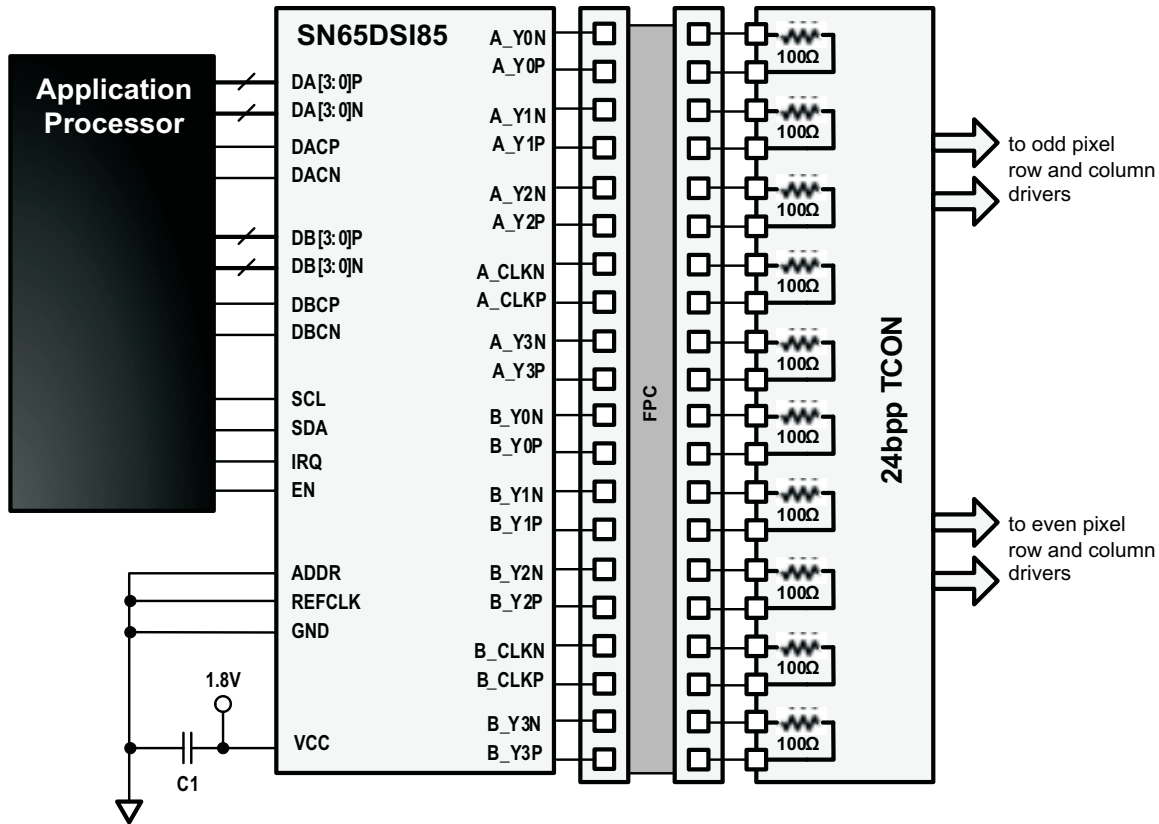 Application
Processor
SN65DSI85
DA[3:0]P
DA[3:0]N
DACP
DACN
DB[3:0]P
DB[3:0]N
DBCP
DBCN
SCL
SDA
IRQ
EN
ADDR
REFCLK
GND
VCC
1.8V
C1
A_Y0N
A_Y0P
A_Y1N
A_Y1P
A_Y2N
A_Y2P
A_CLKN
A_CLKP
A_Y3N
A_Y3P
B_Y0N
B_Y0P
B_Y1N
B_Y1P
B_Y2N
B_Y2P
B_CLKN
B_CLKP
B_Y3N
B_Y3P
FPC
100Ω
100Ω
100Ω
100Ω
100Ω
100Ω
100Ω
100Ω
100Ω
100Ω
24bpp TCON
to odd pixel
row and column
drivers
to even pixel
row and column
drivers